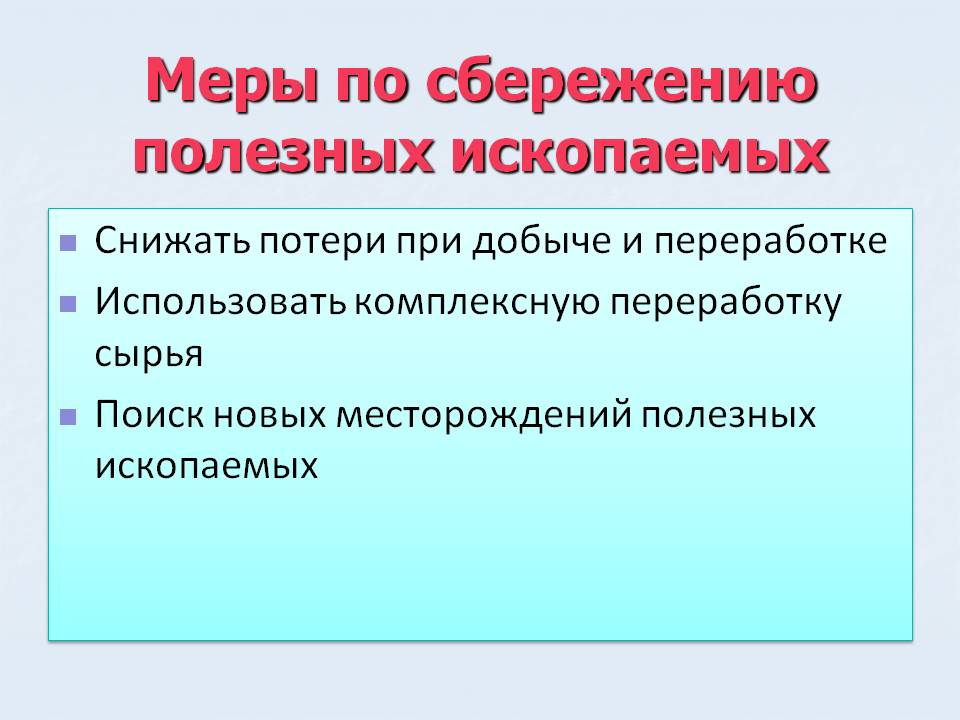 Меры по сбережению
полезных ископаемых
Снижать потери при добыче и переработке
Использовать комплексную переработку
сырья
Поиск новых месторождений полезных
ископаемых